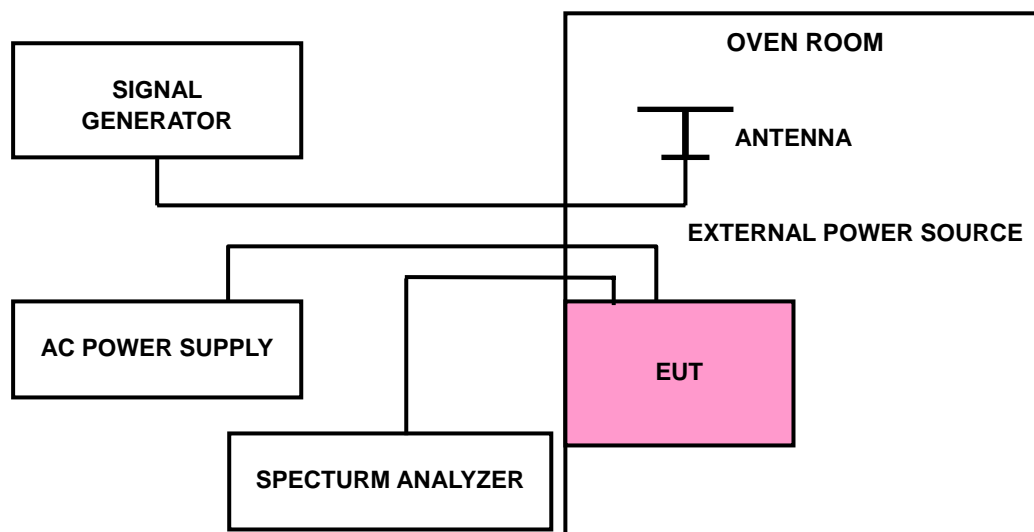 OVEN ROOM
SIGNAL
GENERATOR
ANTENNA
EXTERNAL POWER SOURCE
AC POWER SUPPLY
EUT
SPECTURM ANALYZER